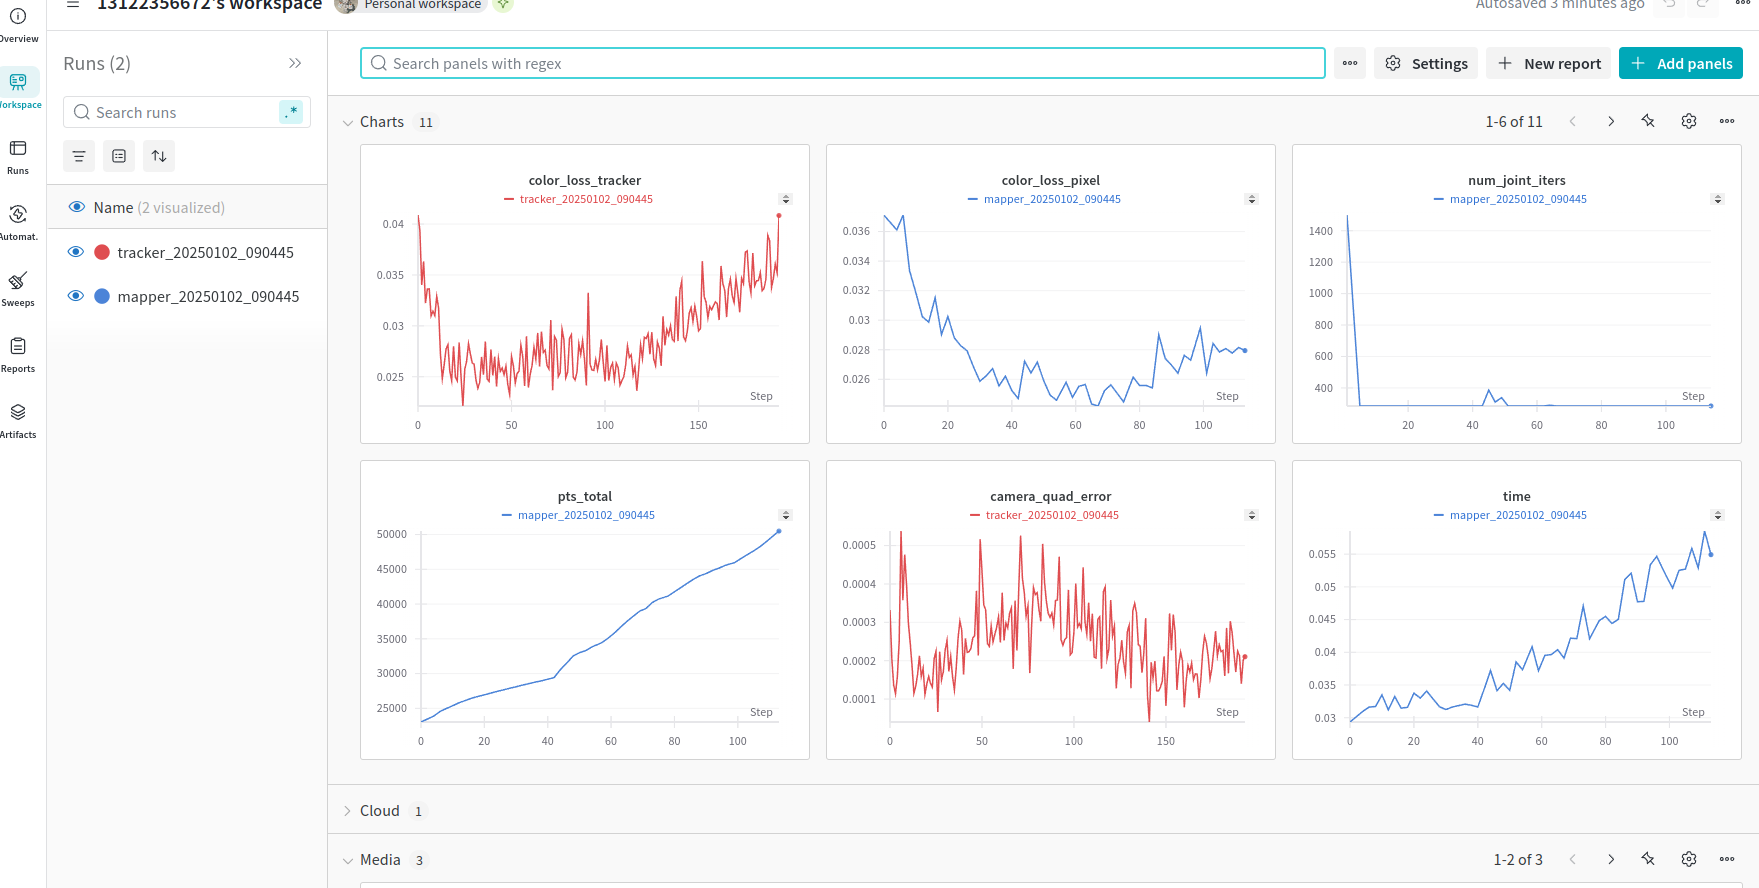 13122356672's workspace
Personal workspace
Autosaved 3 minutes ago
Overview
Workspace
Runs
Automat.
Sweeps
Reports
Artifacts
Runs (2)
Search runs
.*
Name (2 visualized)
tracker_20250102_090445
mapper_20250102_090445
Search panels with regex
Settings
New report
Add panels
Charts 11
1-6 of 11
color_loss_tracker
tracker_20250102_090445
0.04
0.035
0.03
0.025
Step
0 50 100 150
color_loss_pixel
mapper_20250102_090445
0.036
0.034
0.032
0.03
0.028
0.026
Step
0 20 40 60 80 100
num_joint_iters
mapper_20250102_090445
1400
1200
1000
800
600
400
Step
20 40 60 80 100
pts_total
mapper_20250102_090445
50000
45000
40000
35000
30000
25000
Step
0 20 40 60 80 100
camera_quad_error
tracker_20250102_090445
0.0005
0.0004
0.0003
0.0002
0.0001
Step
0 50 100 150
time
mapper_20250102_090445
0.055
0.05
0.045
0.04
0.035
0.03
Step
0 20 40 60 80 100
Cloud 1
Media 3
1-2 of 3